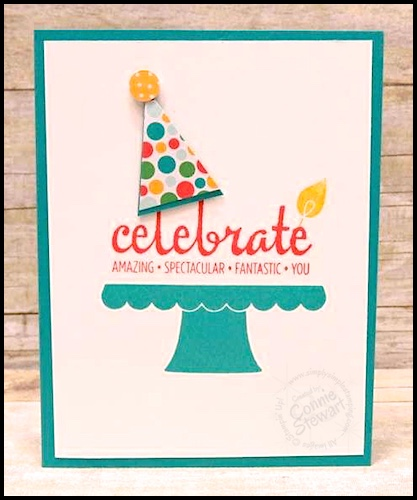 celebrate
AMAZING • SPECTACULAR • FANTASTIC • YOU
Connie
Stewart